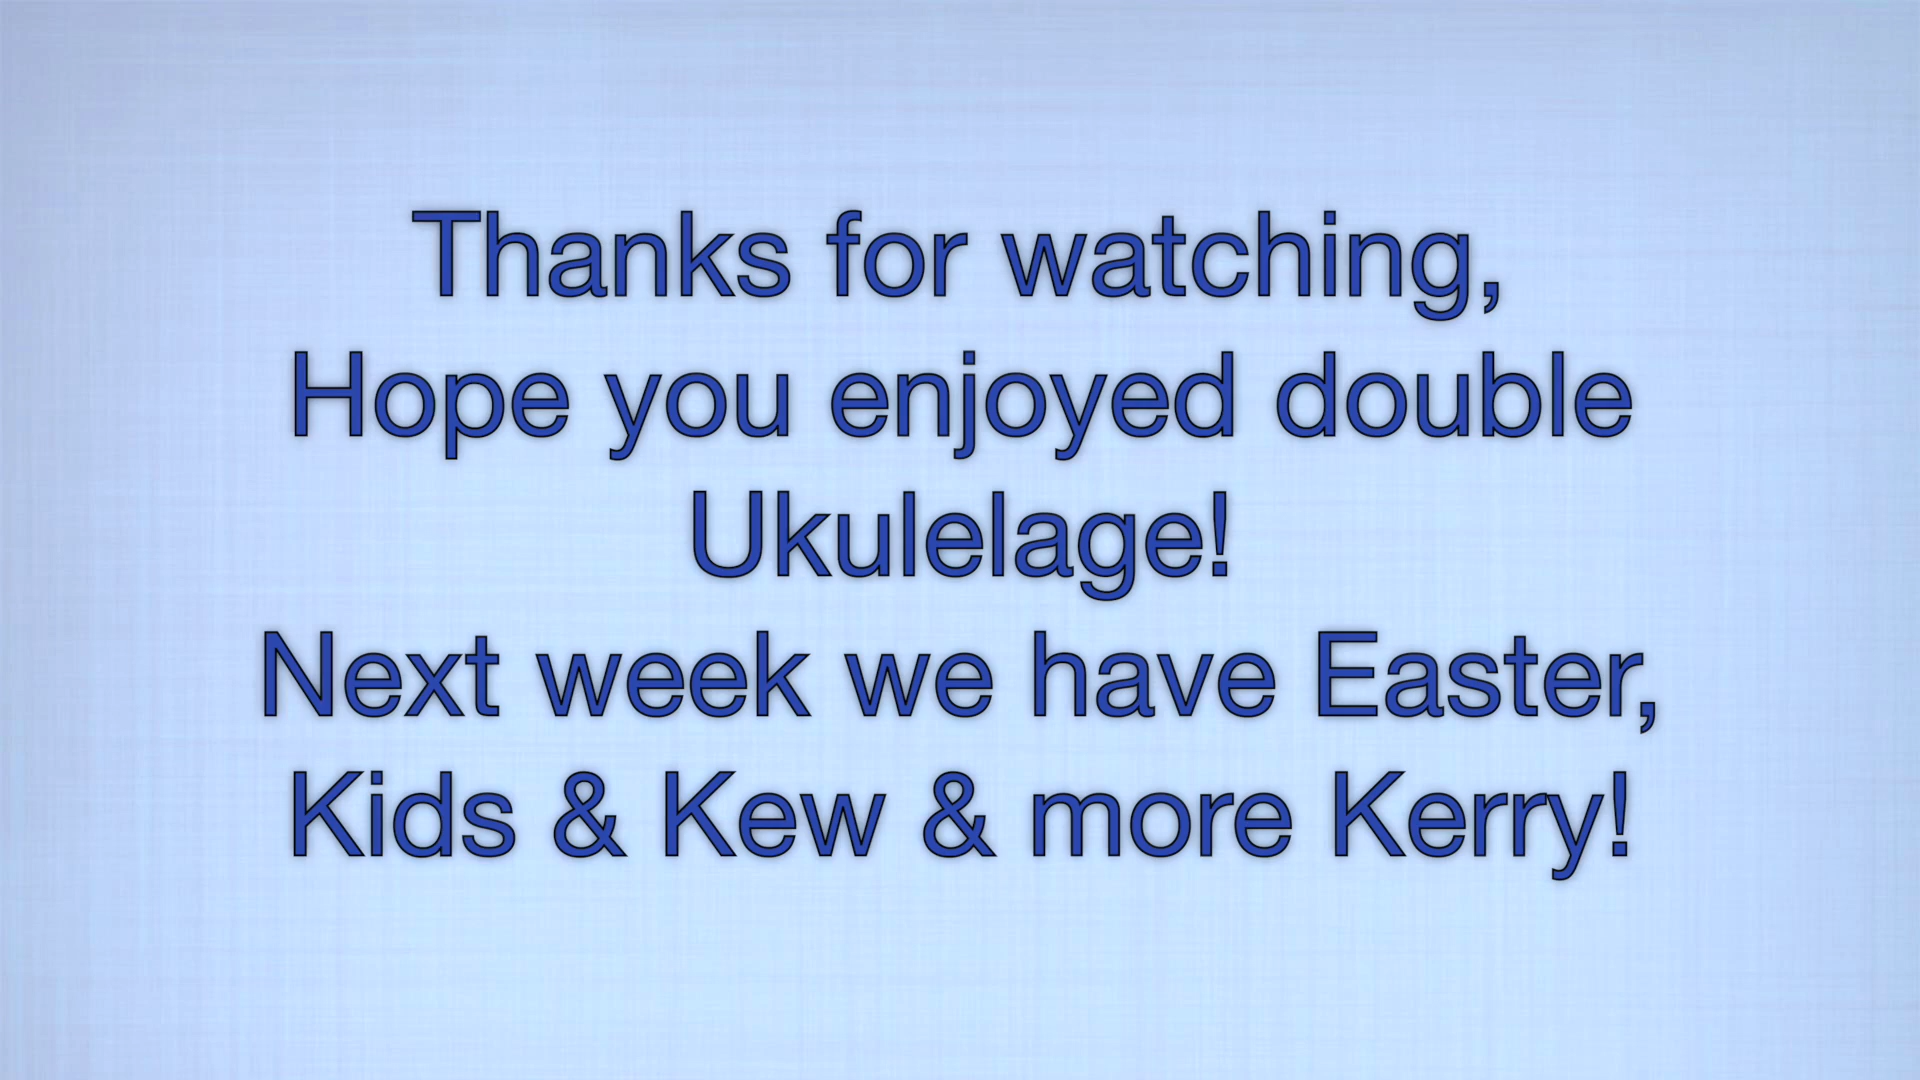 Thanks for watching,
Hope you enjoyed double
Ukulelage!
Next week we have Easter,
Kids & Kew & more Kerry!